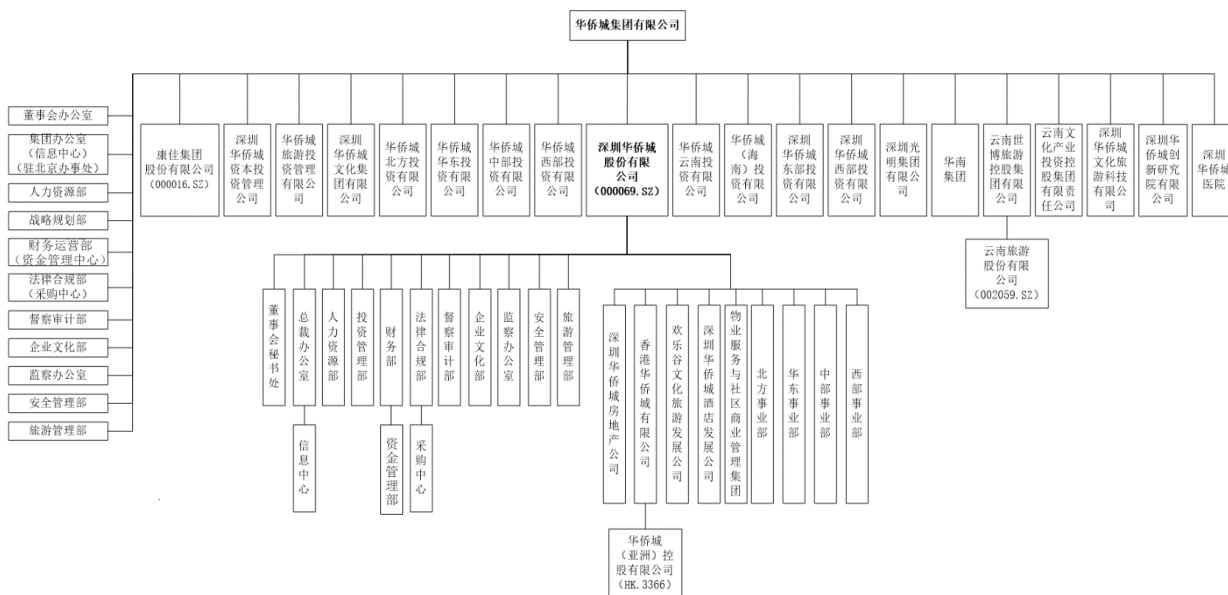 华侨城集团有限公司
董事会办公室
集团办公室
（信息中心）
（驻北京办事处）
人力资源部
战略规划部
财务运营部
（资金管理中心）
法律合规部
（采购中心）
督察审计部
企业文化部
监察办公室
安全管理部
旅游管理部
康佳集团
股份有限公司
(000016.SZ)
深圳
华侨城
资本投
资管理
公司
华侨城
旅游投
资管理
有限公
司
深圳
华侨城
文化集
团有限
公司
华侨城
北方投
资有限
公司
华侨城
华东投
资有限
公司
华侨城
中部投
资有限
公司
华侨城
西部投
资有限
公司
深圳华侨城
股份有限
公司
(000069.SZ)
华侨城
云南投
资有限
公司
华侨城
（海
南）投
资有限
公司
深圳华
侨城东
部投资
有限公
司
深圳华
侨城西
部投资
有限公
司
深圳光
明集团
有限公
司
华南
集团
云南世
博旅游
控股集
团有限
公司
云南文
化产业
投资控
股集团
有限责
任公司
深圳华
侨城文
化旅游
科技有
限公司
深圳华
侨城创
新研究
院有限
公司
深圳
华侨城
医院
云南旅游
股份有限
公司
(002059.SZ)
董事会秘书处
总裁办公室
人力资源部
投资管理部
财务部
法律合规部
督察审计部
企业文化部
监察办公室
安全管理部
旅游管理部
信息中心
资金管理部
采购中心
深圳华侨城房地产公司
香港华侨城有限公司
欢乐谷文化旅游发展公司
深圳华侨城酒店发展公司
物业服务与社区商业管理集团
北方事业部
华东事业部
中部事业部
西部事业部
华侨城
（亚洲）控
股有限公司
(HK.3366)